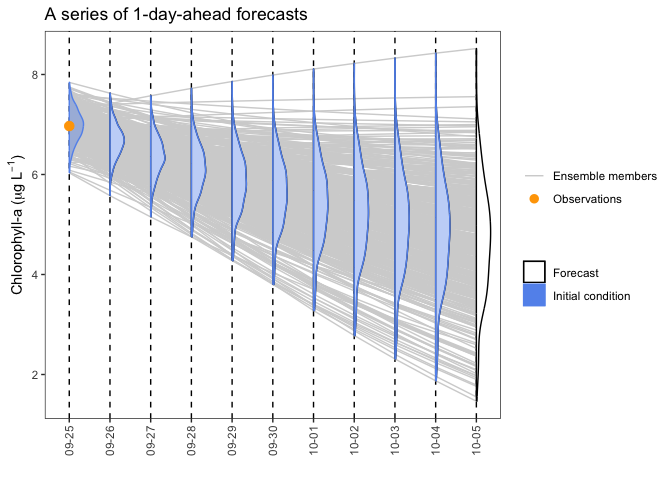 A series of 1-day-ahead forecasts
Chlorophyll-a (μg L⁻¹)
8
6
4
2
09-25
09-26
09-27
09-28
09-29
09-30
10-01
10-02
10-03
10-04
10-05
Ensemble members
Observations
Forecast
Initial condition